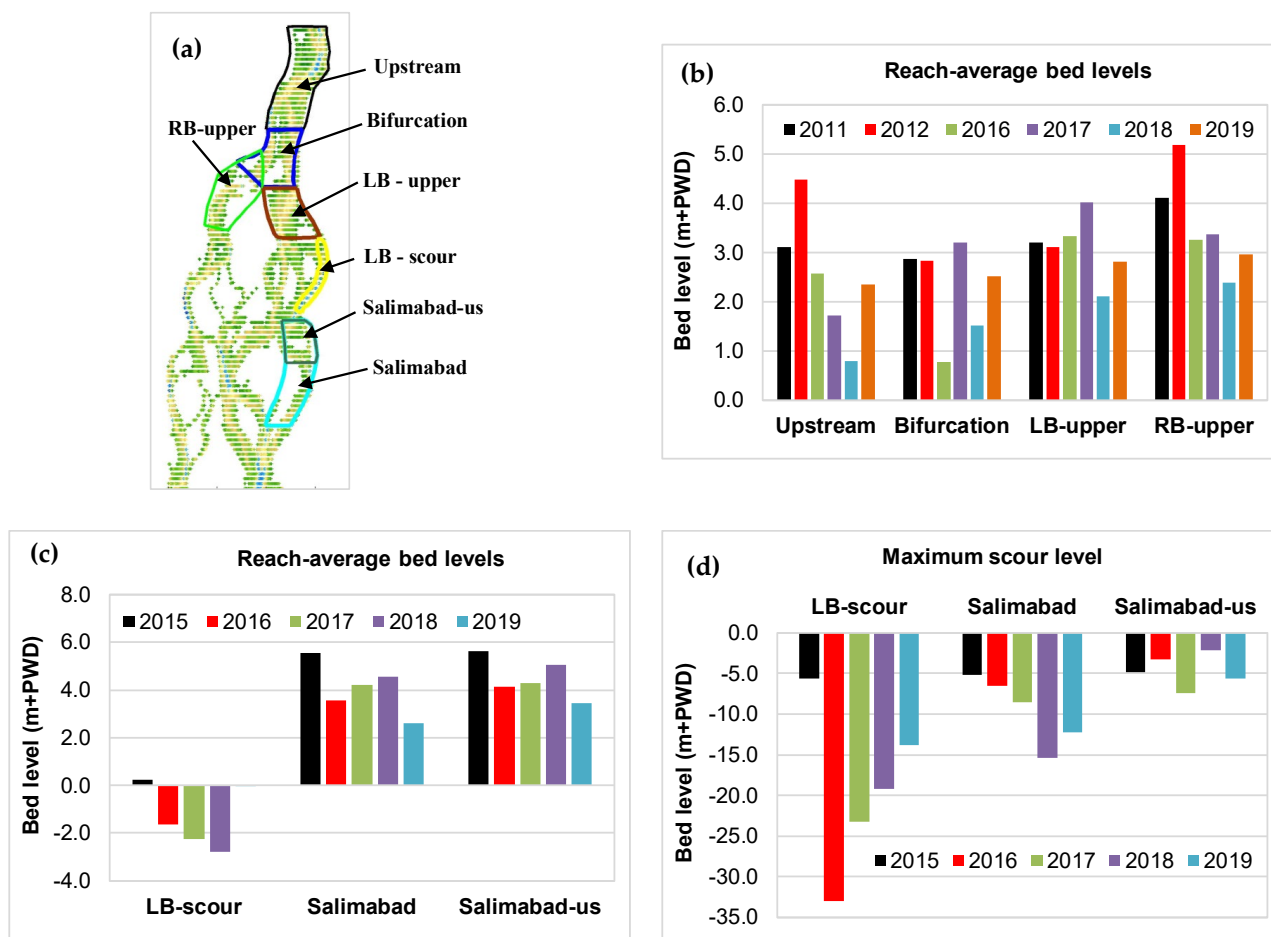 (a)
Upstream
Bifurcation
RB-upper
LB - upper
LB - scour
Salimabad-us
Salimabad
(b)
Reach-average bed levels
2011 2012 2016 2017 2018 2019
Bed level (m+PWD)
6.0
5.0
4.0
3.0
2.0
1.0
0.0
Upstream Bifurcation LB-upper RB-upper
(c)
Reach-average bed levels
2015 2016 2017 2018 2019
Bed level (m+PWD)
8.0
6.0
4.0
2.0
0.0
-2.0
-4.0
LB-scour Salimabad Salimabad-us
(d)
Maximum scour level
LB-scour Salimabad Salimabad-us
Bed level (m+PWD)
0.0
-5.0
-10.0
-15.0
-20.0
-25.0
-30.0
-35.0
2015 2016 2017 2018 2019